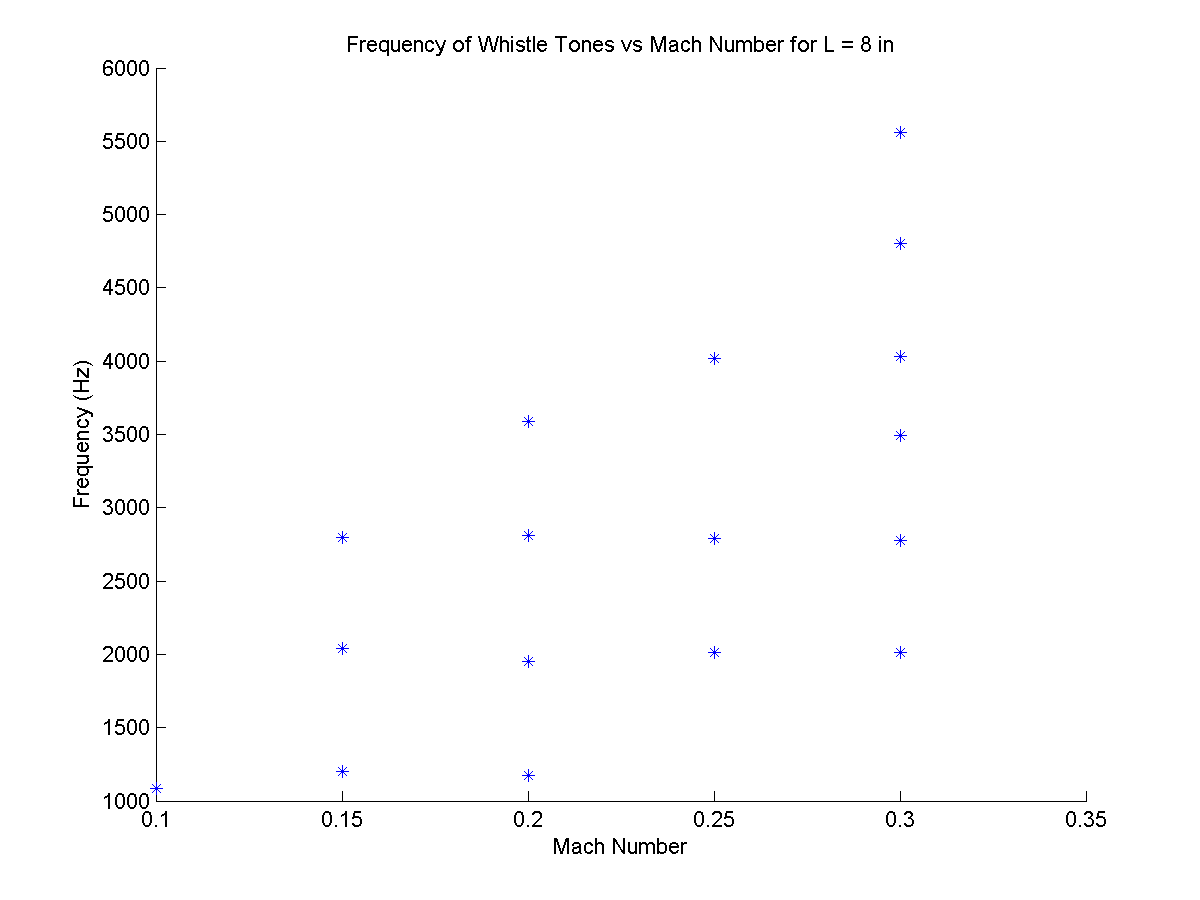 Frequency of Whistle Tones vs Mach Number for L = 8 in
6000
5500
5000
4500
4000
3500
3000
2500
2000
1500
1000
Frequency (Hz)
0.1 0.15 0.2 0.25 0.3 0.35
Mach Number